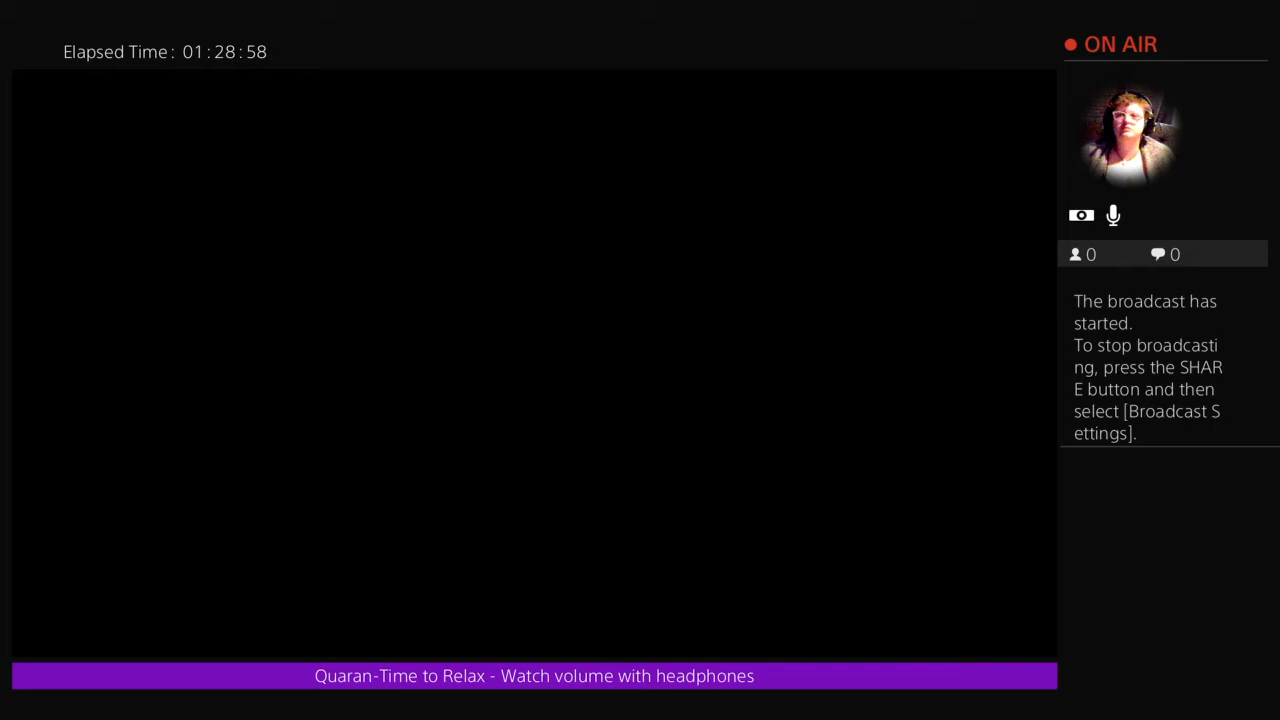 Elapsed Time: 01:28:58
ON AIR
0 0
The broadcast has
started.
To stop broadcasti
ng, press the SHAR
E button and then
select [Broadcast S
ettings].
Quaran-Time to Relax - Watch volume with headphones